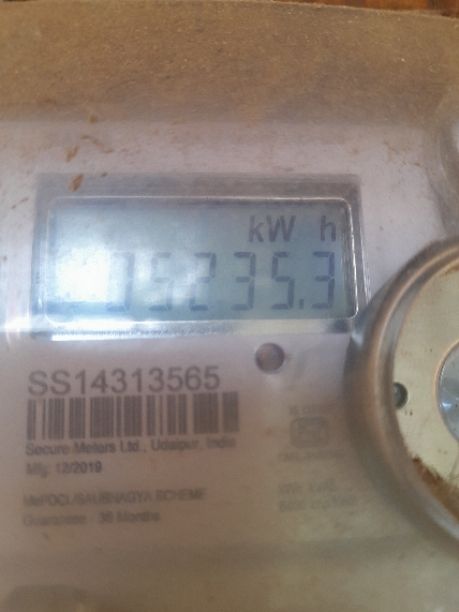 kW h
05235.3
SS14313565
Secure Meters Ltd., Udaipur, India
Mfg: 12/2019
SAUBHAGYA SCHEME
Guarantee - 36 Months